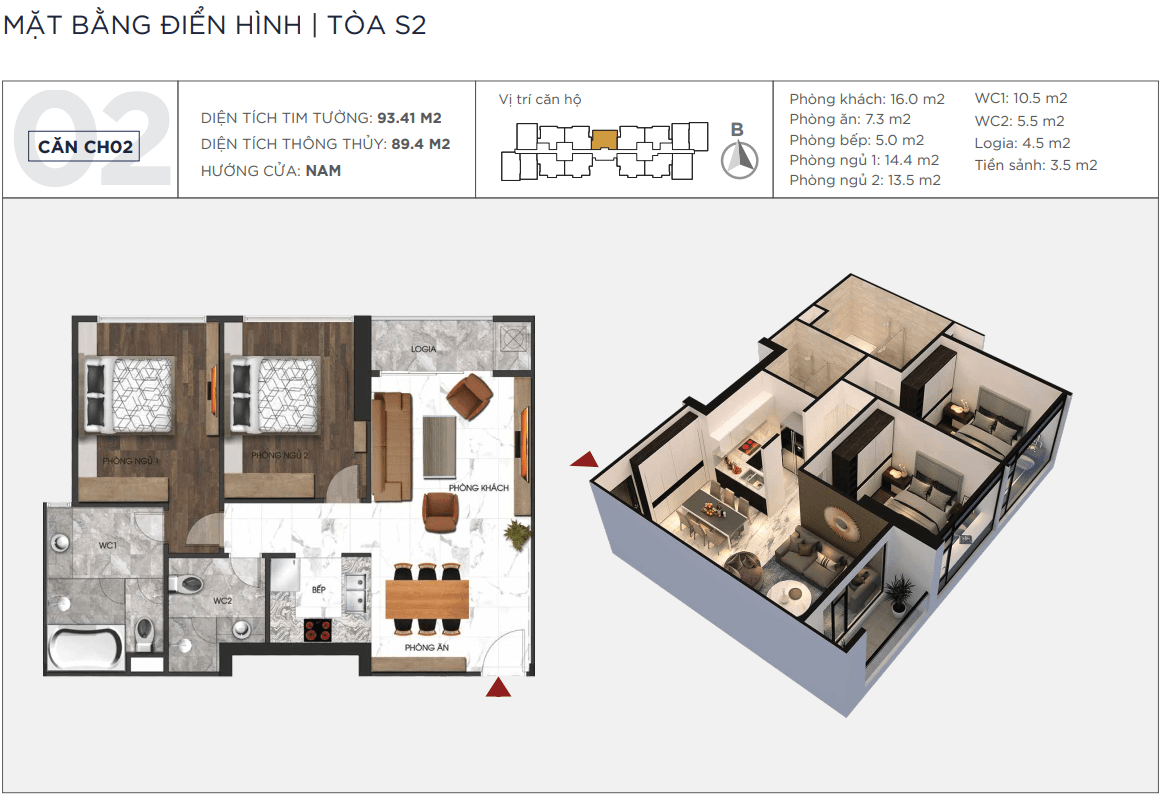 MẶT BẰNG ĐIỂN HÌNH | TÒA S2
02
CĂN CH02
DIỆN TÍCH TIM TƯỜNG: 93.41 M2
DIỆN TÍCH THÔNG THỦY: 89.4 M2
HƯỚNG CỬA: NAM
Vị trí căn hộ
B
Phòng khách: 16.0 m2
Phòng ăn: 7.3 m2
Phòng bếp: 5.0 m2
Phòng ngủ 1: 14.4 m2
Phòng ngủ 2: 13.5 m2
WC1: 10.5 m2
WC2: 5.5 m2
Logia: 4.5 m2
Tiền sảnh: 3.5 m2
LOGIA
PHÒNG NGỦ 1
PHÒNG NGỦ 2
PHÒNG KHÁCH
WC1
WC2
BẾP
PHÒNG ĂN